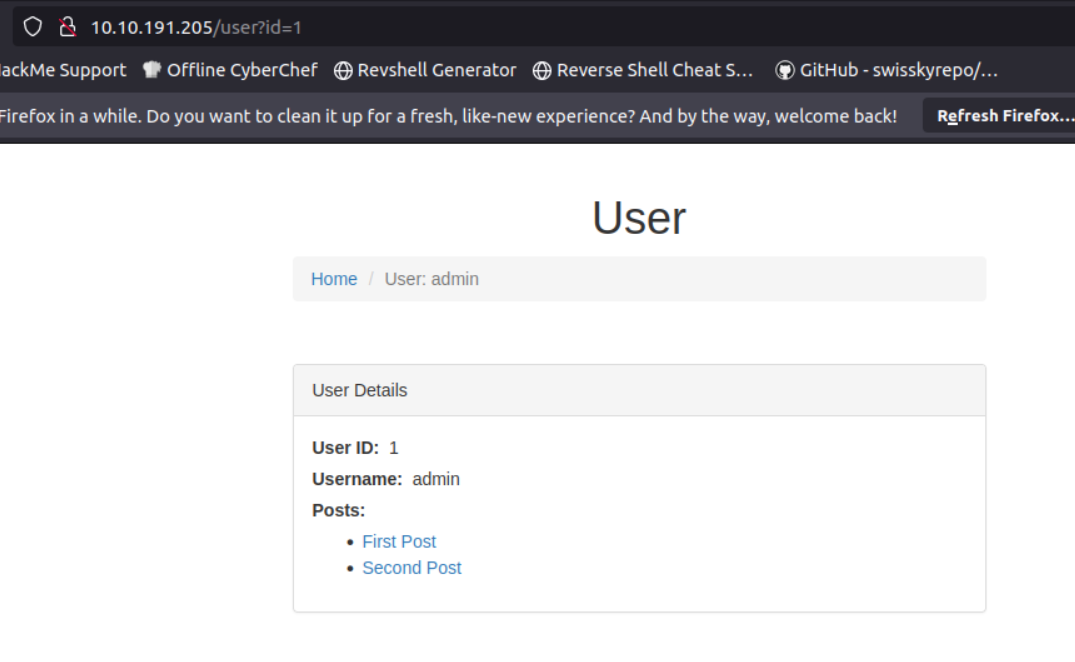 10.10.191.205/user?id=1
ackMe Support Offline CyberChef Revshell Generator Reverse Shell Cheat S... GitHub - swisskyrepo/...
Firefox in a while. Do you want to clean it up for a fresh, like-new experience? And by the way, welcome back! Refresh Firefox...
User
Home / User: admin
User Details
User ID: 1
Username: admin
Posts:
• First Post
• Second Post